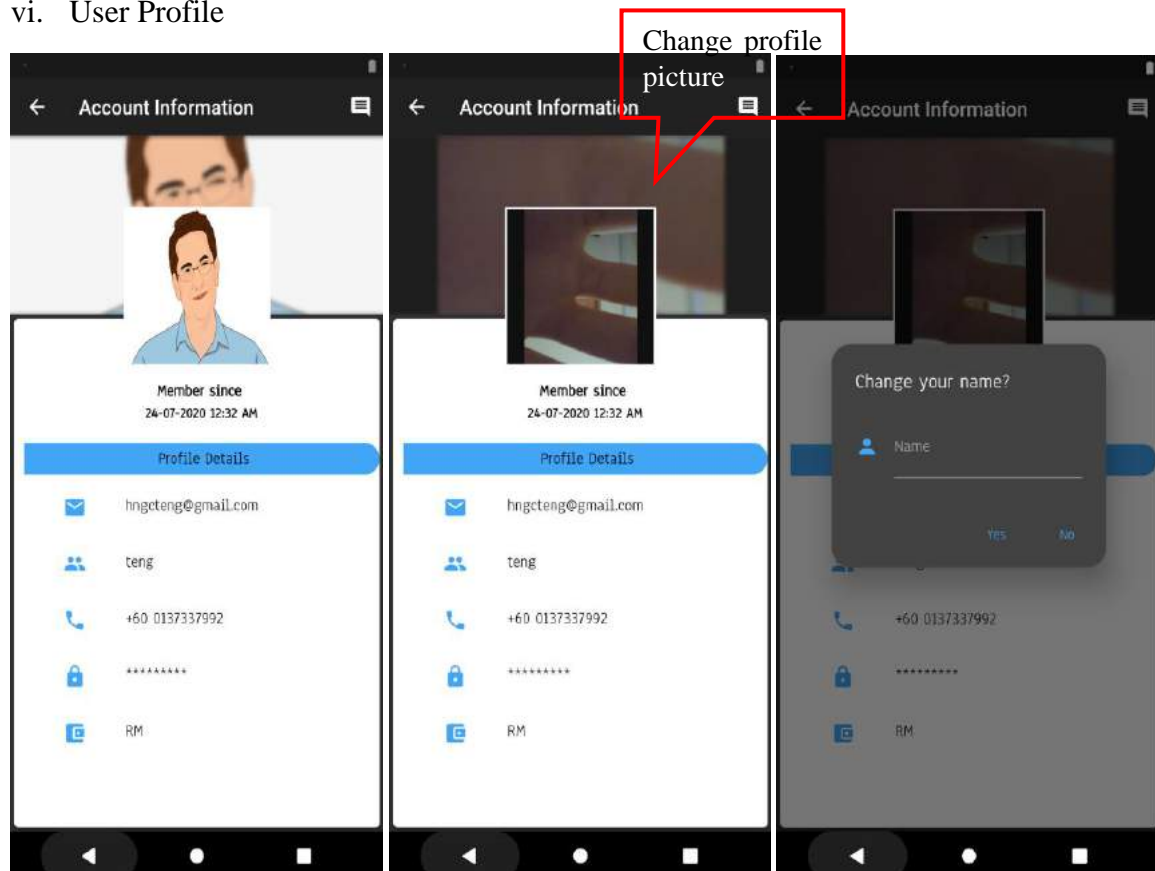 vi. User Profile
Change profile
picture
Account Information
Member since
24-07-2020 12:32 AM
Profile Details
hngcteng@gmail.com
teng
+60 0137337992
*********
RM
Account Information
Member since
24-07-2020 12:32 AM
Profile Details
hngcteng@gmail.com
teng
+60 0137337992
*********
RM
Account Information
Change your name?
Name
Yes No
+60 0137337992
*********
RM